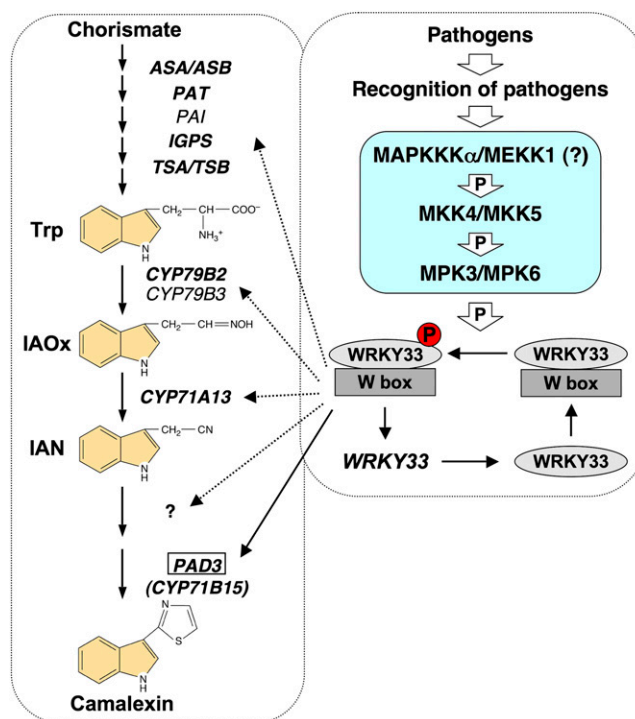 Chorismate
ASA/ASB
PAT
PAI
IGPS
TSA/TSB
Trp
CH₂
CH
COO⁻
NH₃⁺
N
H
CYP79B2
CYP79B3
IAOx
CH₂
CH
NOH
N
H
CYP71A13
IAN
CH₂
CN
N
H
?
PAD3
(CYP71B15)
N
S
N
H
Camalexin
Pathogens
Recognition of pathogens
MAPKKKα/MEKK1 (?)
P
MKK4/MKK5
P
MPK3/MPK6
P
P
WRKY33
W box
WRKY33
W box
WRKY33
WRKY33